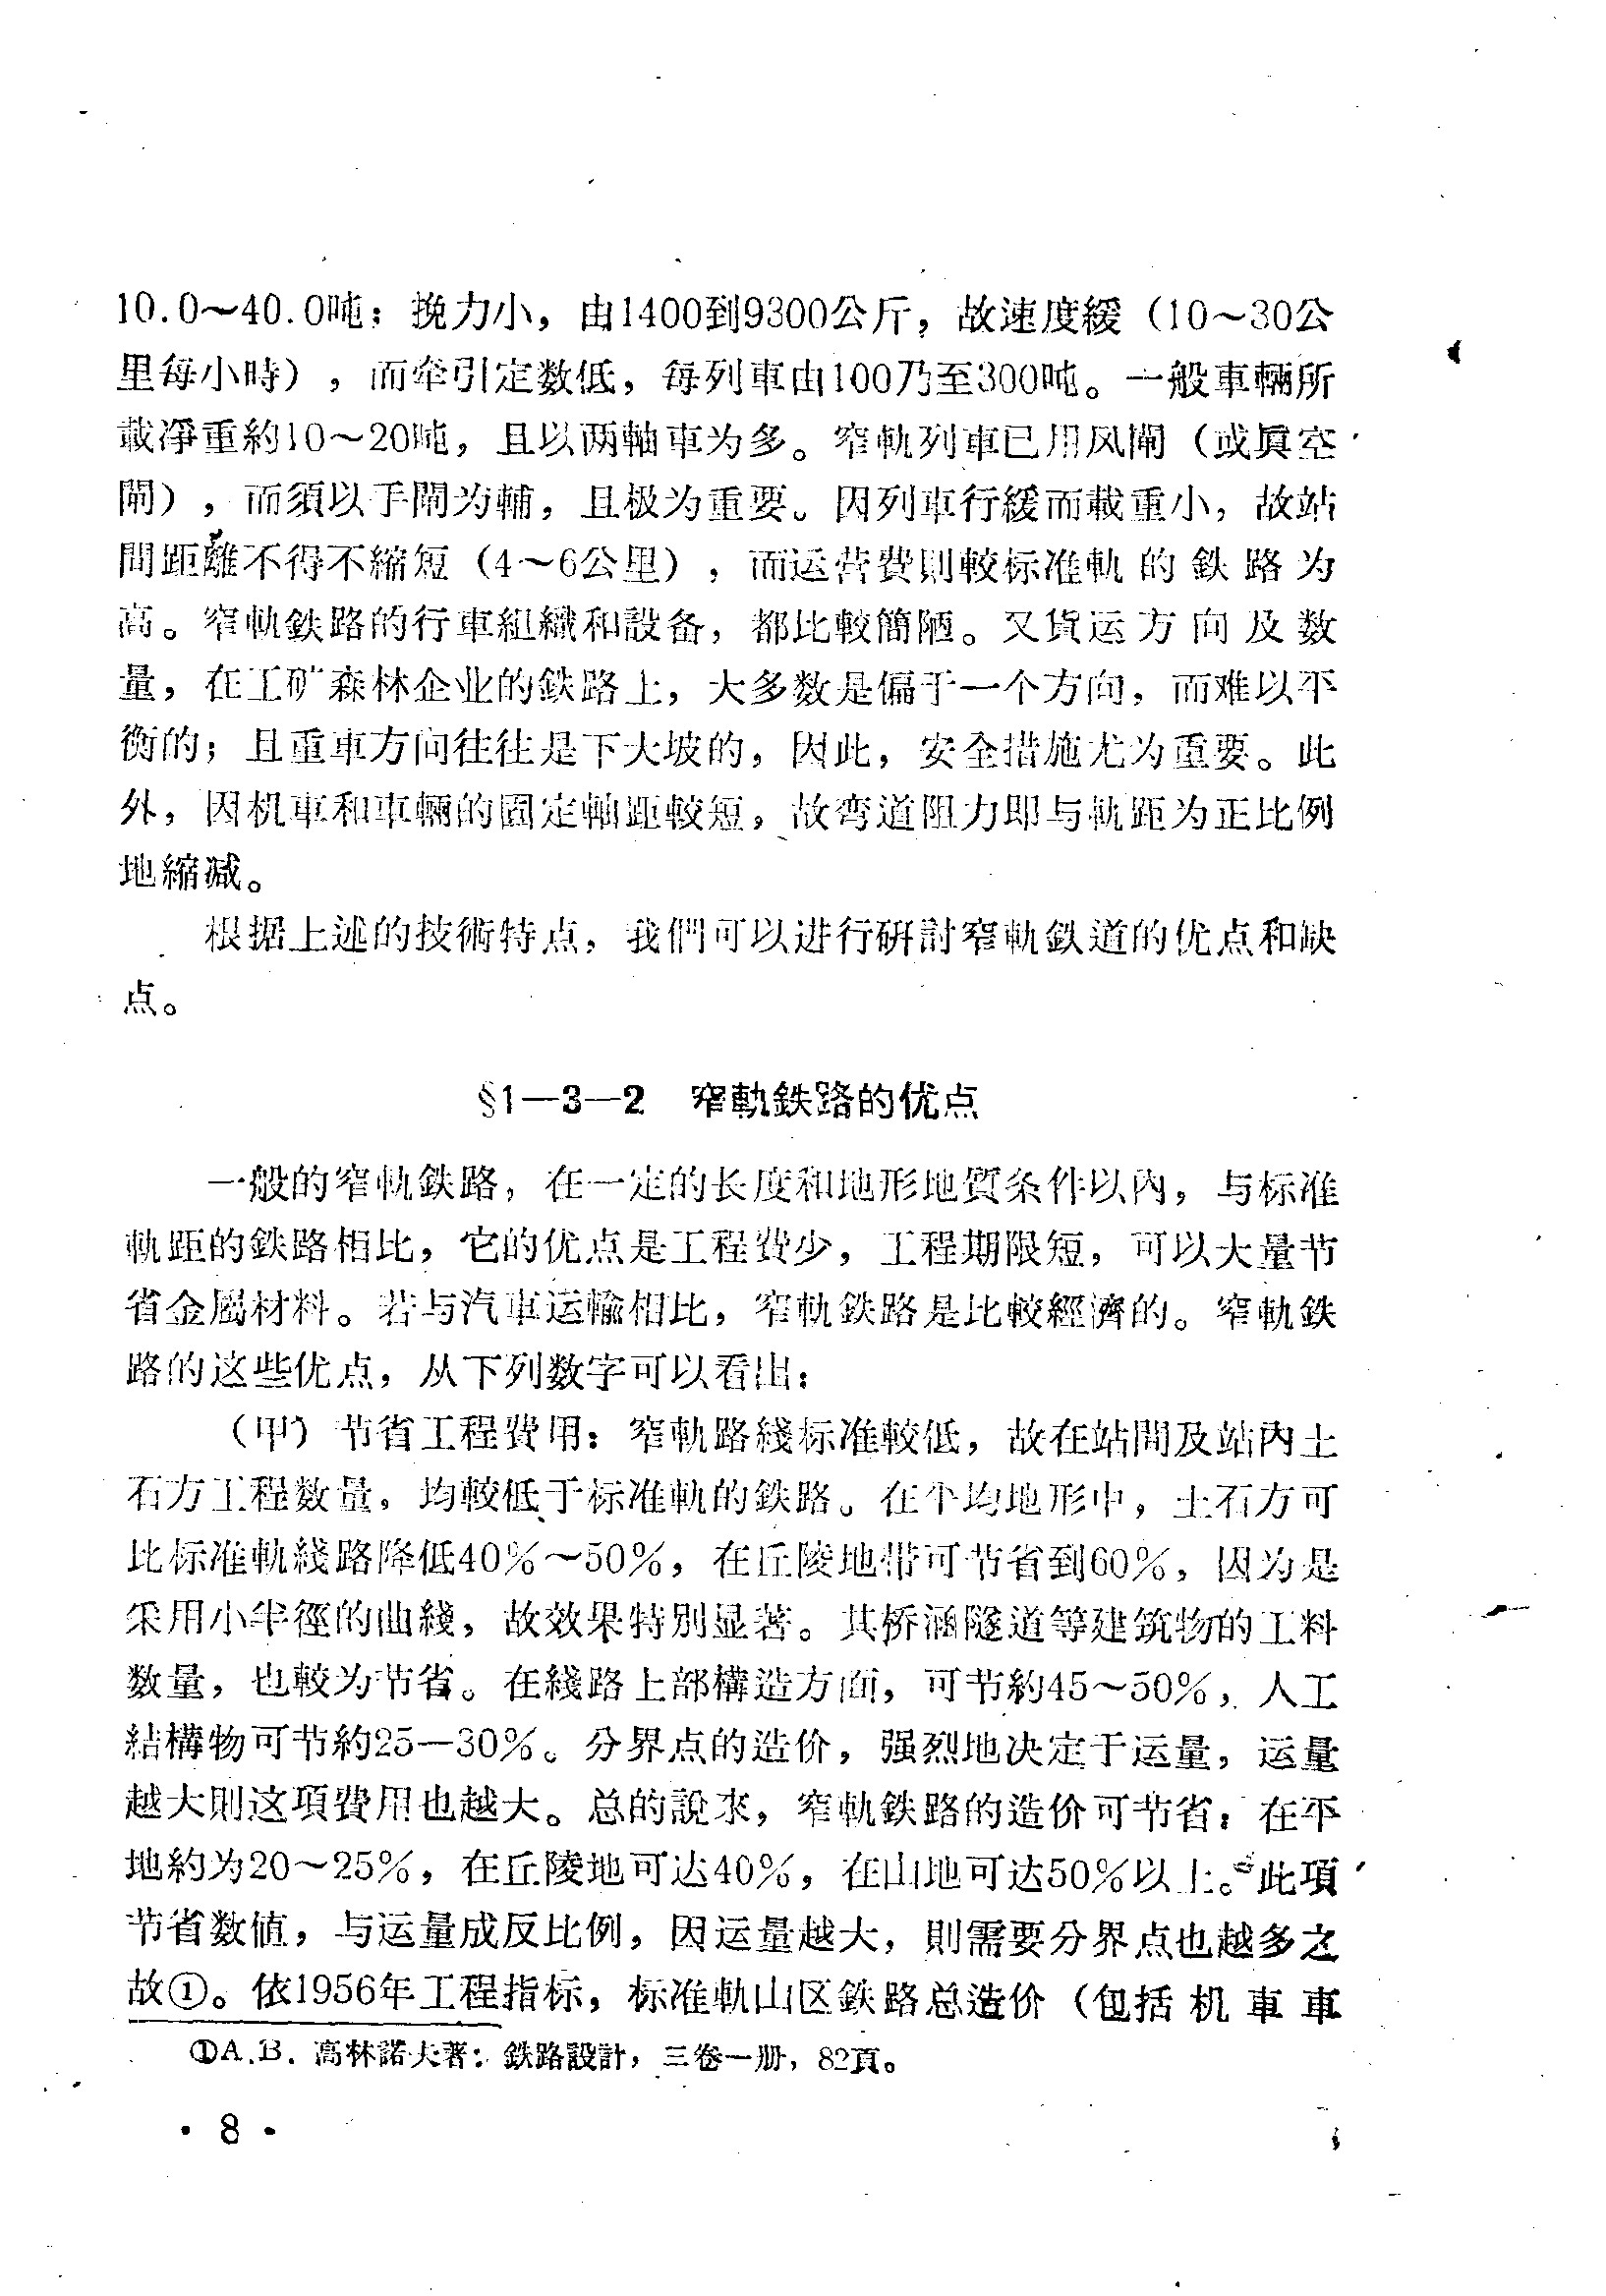 10.0～40.0吨；挽力小，由1400到9300公斤，故速度緩（10～30公
里每小時），而牵引定数低，每列車由100乃至300吨。一般車輛所
載淨重約10～20吨，且以两軸車为多。窄軌列車已用风閘（或眞空
閘），而須以手閘为輔，且极为重要。因列車行緩而載重小，故站
間距離不得不縮短（4～6公里），而运营費則較标准軌的鉄路为
高。窄軌鉄路的行車組織和設备，都比較簡陋。又貨运方向及数
量，在工矿森林企业的鉄路上，大多数是偏于一个方向，而难以平
衡的；且重車方向往往是下大坡的，因此，安全措施尤为重要。此
外，因机車和車輛的固定軸距較短，故弯道阻力即与軌距为正比例
地縮减。
根据上述的技術特点，我們可以进行研討窄軌鉄道的优点和缺
点。
§1—3—2　窄軌鉄路的优点
一般的窄軌鉄路，在一定的长度和地形地質条件以內，与标准
軌距的鉄路相比，它的优点是工程費少，工程期限短，可以大量节
省金屬材料。若与汽車运輸相比，窄軌鉄路是比較經濟的。窄軌鉄
路的这些优点，从下列数字可以看出：
（甲）节省工程費用：窄軌路綫标准較低，故在站間及站內土
石方工程数量，均較低于标准軌的鉄路。在平均地形中，土石方可
比标准軌綫路降低40％～50％，在丘陵地带可节省到60％，因为是
采用小半徑的曲綫，故效果特別显著。其桥涵隧道等建筑物的工料
数量，也較为节省。在綫路上部構造方面，可节約45～50％，人工
結構物可节約25—30％。分界点的造价，强烈地决定于运量，运量
越大則这項費用也越大。总的說来，窄軌鉄路的造价可节省：在平
地約为20～25％，在丘陵地可达40％，在山地可达50％以上。此項
节省数値，与运量成反比例，因运量越大，則需要分界点也越多之
故①。依1956年工程指标，标准軌山区鉄路总造价（包括机車車
①A.B.高林諾夫著：鉄路設計，三卷一册，82頁。
·8·